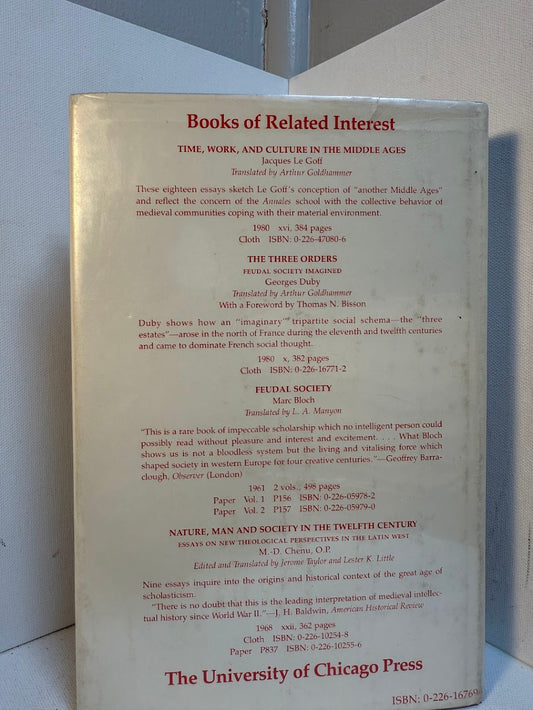 Books of Related Interest
TIME, WORK, AND CULTURE IN THE MIDDLE AGES
Jacques Le Goff
Translated by Arthur Goldhammer
These eighteen essays sketch Le Goff's conception of "another Middle Ages"
and reflect the concern of the Annales school with the collective behavior of
medieval communities coping with their material environment.
1980 xvi, 384 pages
Cloth ISBN: 0-226-47080-6
THE THREE ORDERS
FEUDAL SOCIETY IMAGINED
Georges Duby
Translated by Arthur Goldhammer
With a Foreword by Thomas N. Bisson
Duby shows how an "imaginary" tripartite social schema—the "three
estates"—arose in the north of France during the eleventh and twelfth centuries
and came to dominate French social thought.
1980 x, 382 pages
Cloth ISBN: 0-226-16771-2
FEUDAL SOCIETY
Marc Bloch
Translated by L. A. Manyon
"This is a rare book of impeccable scholarship which no intelligent person could
possibly read without pleasure and interest and excitement. . . . What Bloch
shows us is not a bloodless system but the living and vitalising force which
shaped society in western Europe for four creative centuries."—Geoffrey Barra-
clough, Observer (London)
1961 2 vols., 498 pages
Paper Vol. 1 P156 ISBN: 0-226-05978-2
Paper Vol. 2 P157 ISBN: 0-226-05979-0
NATURE, MAN AND SOCIETY IN THE TWELFTH CENTURY
ESSAYS ON NEW THEOLOGICAL PERSPECTIVES IN THE LATIN WEST
M.-D. Chenu, O.P.
Edited and Translated by Jerome Taylor and Lester K. Little
Nine essays inquire into the origins and historical context of the great age of
scholasticism.
"There is no doubt that this is the leading interpretation of medieval intellec-
tual history since World War II."—J. H. Baldwin, American Historical Review
1968 xxii, 362 pages
Cloth ISBN: 0-226-10254-8
Paper P837 ISBN: 0-226-10255-6
The University of Chicago Press
ISBN: 0-226-16769